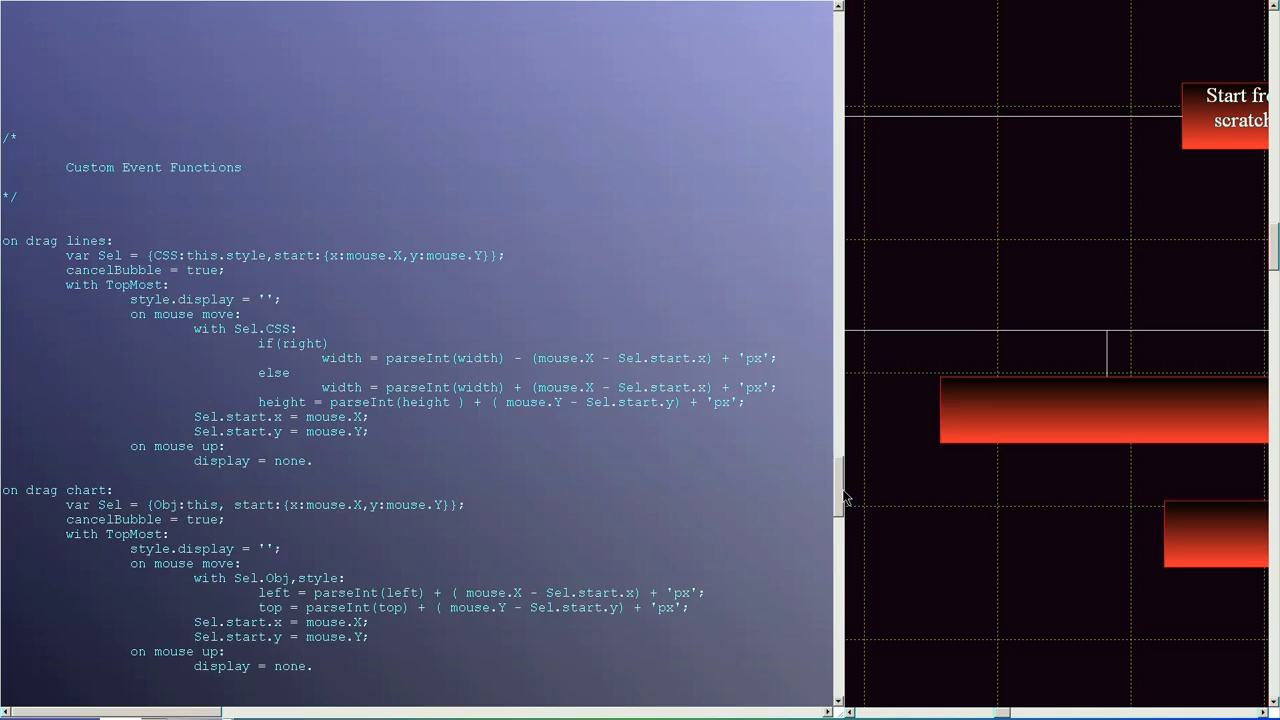 /*
Custom Event Functions
*/
on drag lines:
var Sel = {CSS:this.style,start:{x:mouse.X,y:mouse.Y}};
cancelBubble = true;
with TopMost:
style.display = '';
on mouse move:
with Sel.CSS:
if(right)
width = parseInt(width) - (mouse.X - Sel.start.x) + 'px';
else
width = parseInt(width) + (mouse.X - Sel.start.x) + 'px';
height = parseInt(height ) + ( mouse.Y - Sel.start.y) + 'px';
Sel.start.x = mouse.X;
Sel.start.y = mouse.Y;
on mouse up:
display = none.
on drag chart:
var Sel = {Obj:this, start:{x:mouse.X,y:mouse.Y}};
cancelBubble = true;
with TopMost:
style.display = '';
on mouse move:
with Sel.Obj,style:
left = parseInt(left) + ( mouse.X - Sel.start.x) + 'px';
top = parseInt(top) + ( mouse.Y - Sel.start.y) + 'px';
Sel.start.x = mouse.X;
Sel.start.y = mouse.Y;
on mouse up:
display = none.
Start fr
scratch